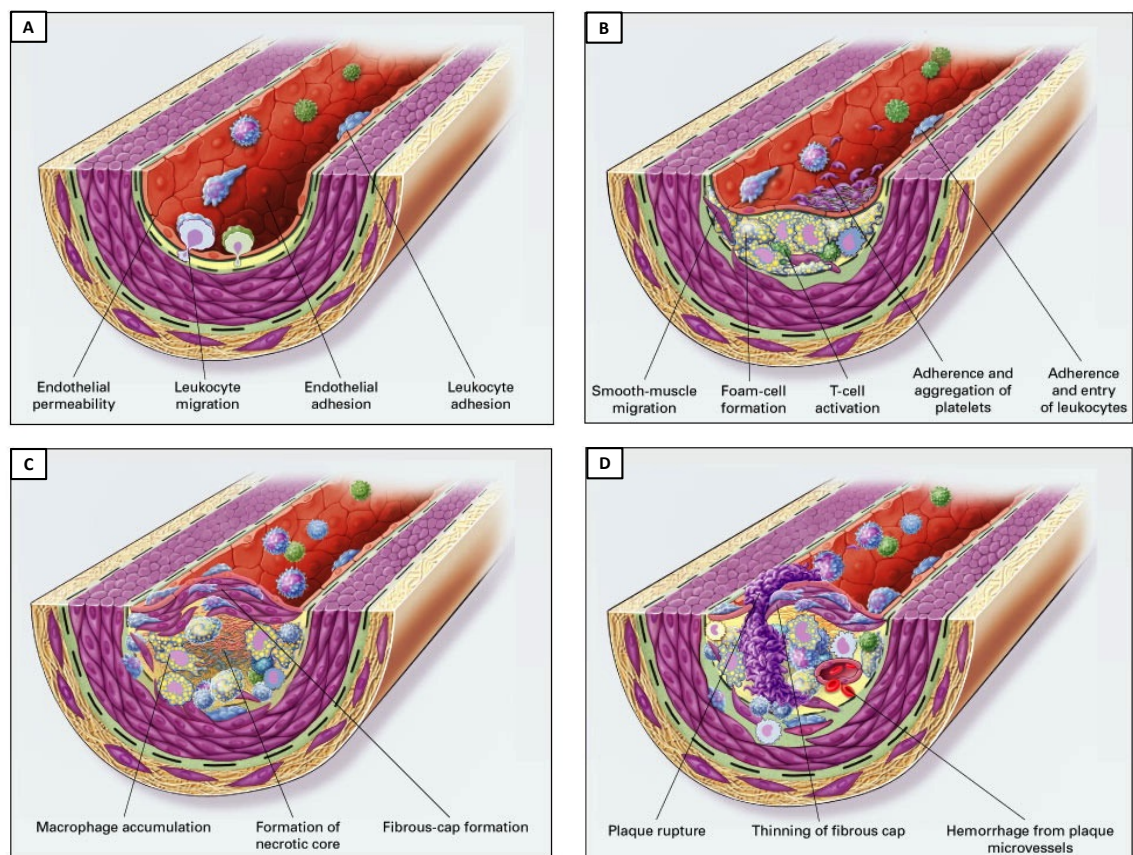 A
Endothelial
permeability
Leukocyte
migration
Endothelial
adhesion
Leukocyte
adhesion
B
Smooth-muscle
migration
Foam-cell
formation
T-cell
activation
Adherence and
aggregation of
platelets
Adherence
and entry
of leukocytes
C
Macrophage accumulation
Formation of
necrotic core
Fibrous-cap formation
D
Plaque rupture
Thinning of fibrous cap
Hemorrhage from plaque
microvessels